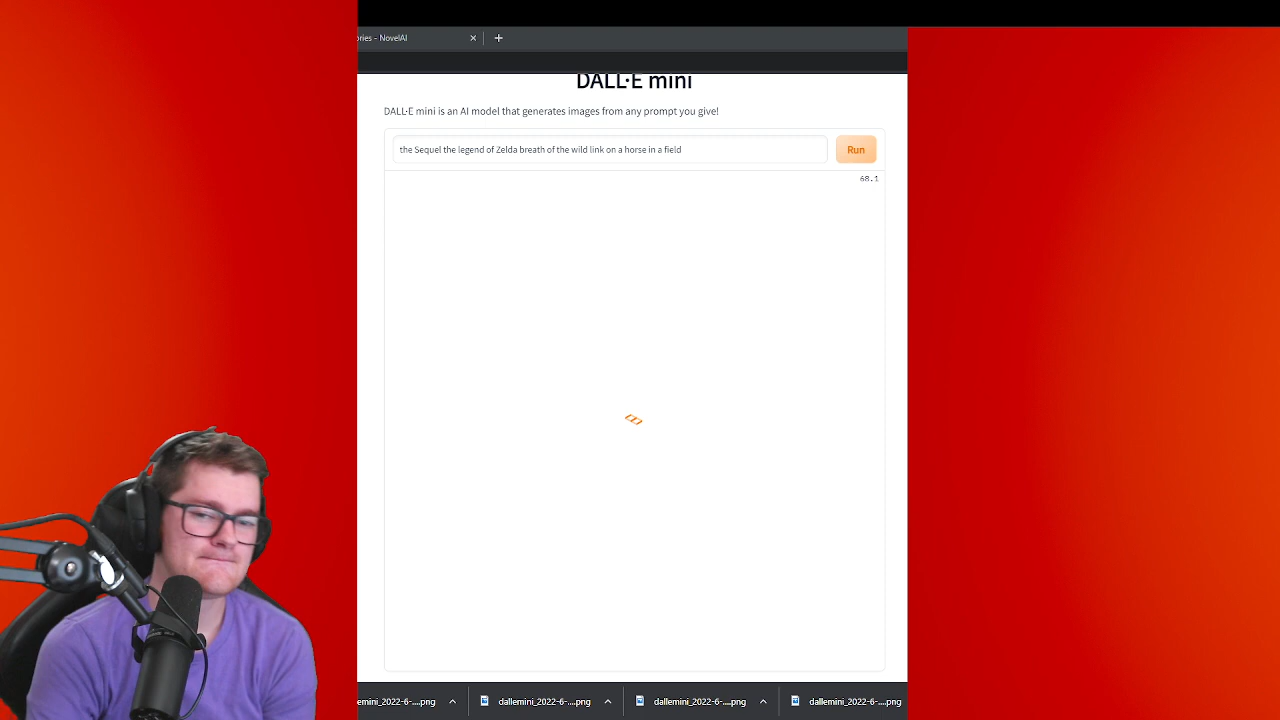 ories - NovelAI
DALL·E mini
DALL·E mini is an AI model that generates images from any prompt you give!
the Sequel the legend of Zelda breath of the wild link on a horse in a field
Run
68.1
emini_2022-6-....png
dallemini_2022-6-....png
dallemini_2022-6-....png
dallemini_2022-6-....png